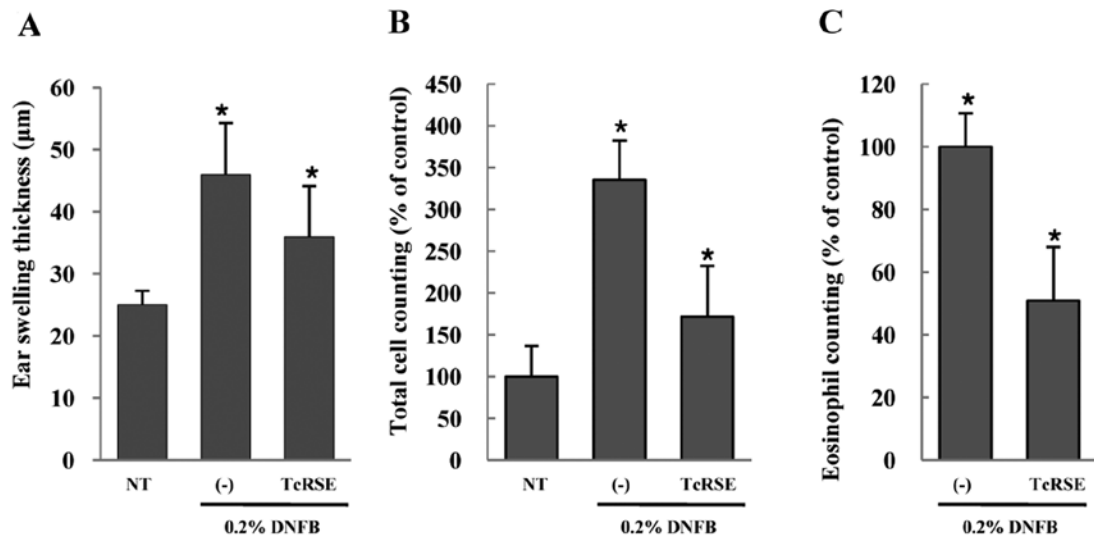 A
Ear swelling thickness (μm)
60
50
40
30
20
10
0
*
*
NT
(-)
TcRSE
0.2% DNFB
B
Total cell counting (% of control)
450
400
350
300
250
200
150
100
50
0
*
*
NT
(-)
TcRSE
0.2% DNFB
C
Eosinophil counting (% of control)
120
100
80
60
40
20
0
*
*
(-)
TcRSE
0.2% DNFB